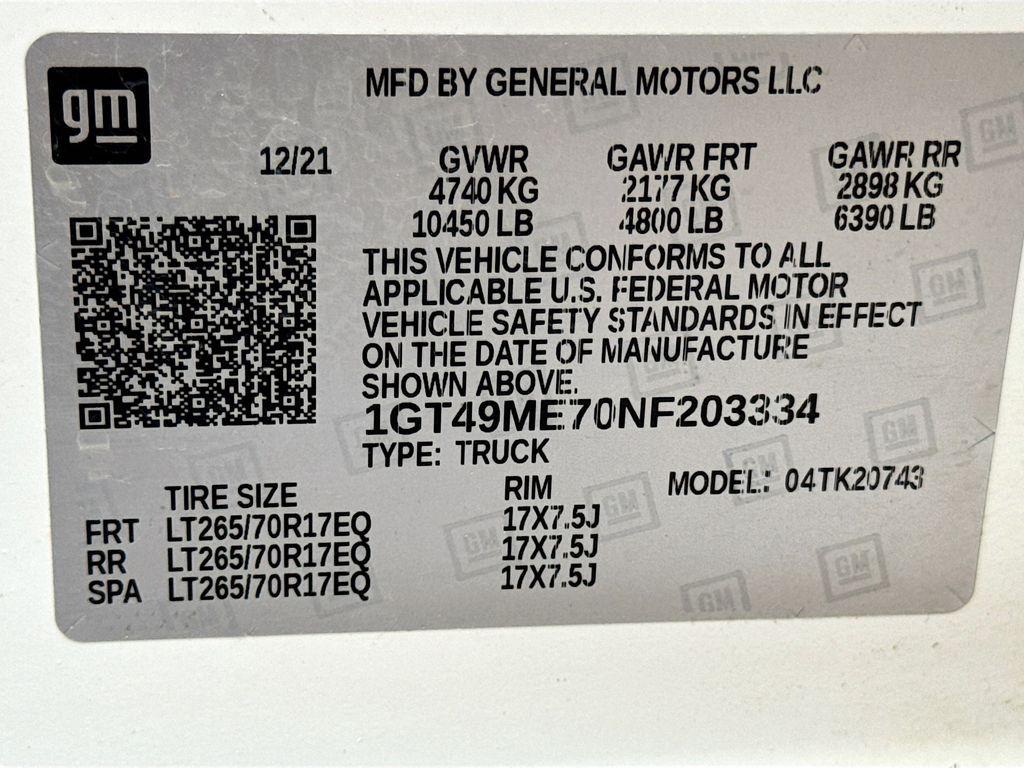 gm
MFD BY GENERAL MOTORS LLC
12/21 GVWR GAWR FRT GAWR RR
4740 KG 2177 KG 2898 KG
10450 LB 4800 LB 6390 LB
THIS VEHICLE CONFORMS TO ALL
APPLICABLE U.S. FEDERAL MOTOR
VEHICLE SAFETY STANDARDS IN EFFECT
ON THE DATE OF MANUFACTURE
SHOWN ABOVE.
1GT49ME70NF203334
TYPE: TRUCK
TIRE SIZE RIM MODEL: 04TK20743
FRT LT265/70R17EQ 17X7.5J
RR LT265/70R17EQ 17X7.5J
SPA LT265/70R17EQ 17X7.5J